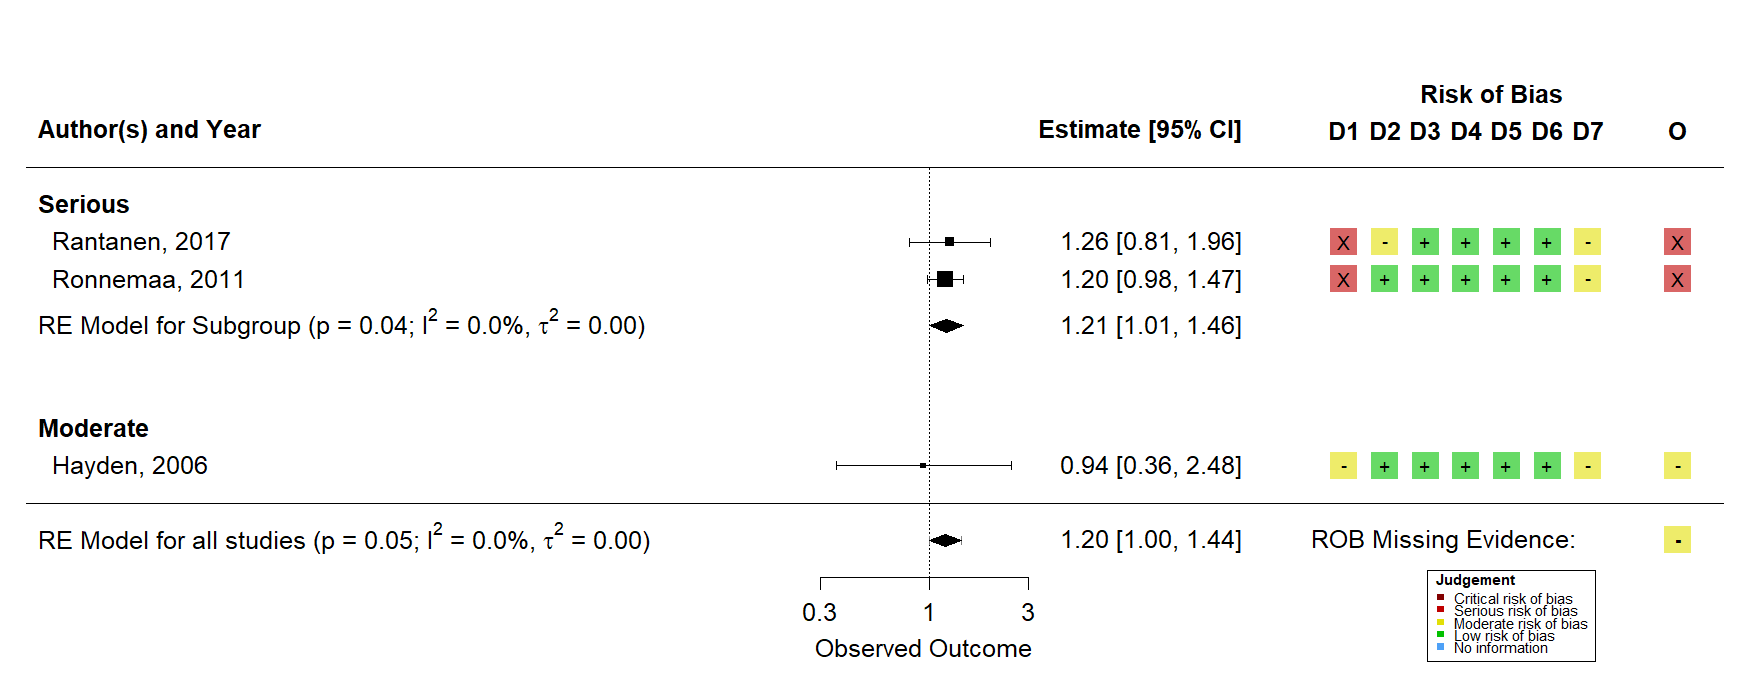 Risk of Bias
Author(s) and Year Estimate [95% CI] D1 D2 D3 D4 D5 D6 D7 O
Serious
Rantanen, 2017 1.26 [0.81, 1.96] X - + + + + - X
Ronnemaa, 2011 1.20 [0.98, 1.47] X + + + + + - X
RE Model for Subgroup (p = 0.04; I² = 0.0%, τ² = 0.00) 1.21 [1.01, 1.46]
Moderate
Hayden, 2006 0.94 [0.36, 2.48] - + + + + + - -
RE Model for all studies (p = 0.05; I² = 0.0%, τ² = 0.00) 1.20 [1.00, 1.44] ROB Missing Evidence: -
0.3 1 3
Observed Outcome
Judgement
Critical risk of bias
Serious risk of bias
Moderate risk of bias
Low risk of bias
No information